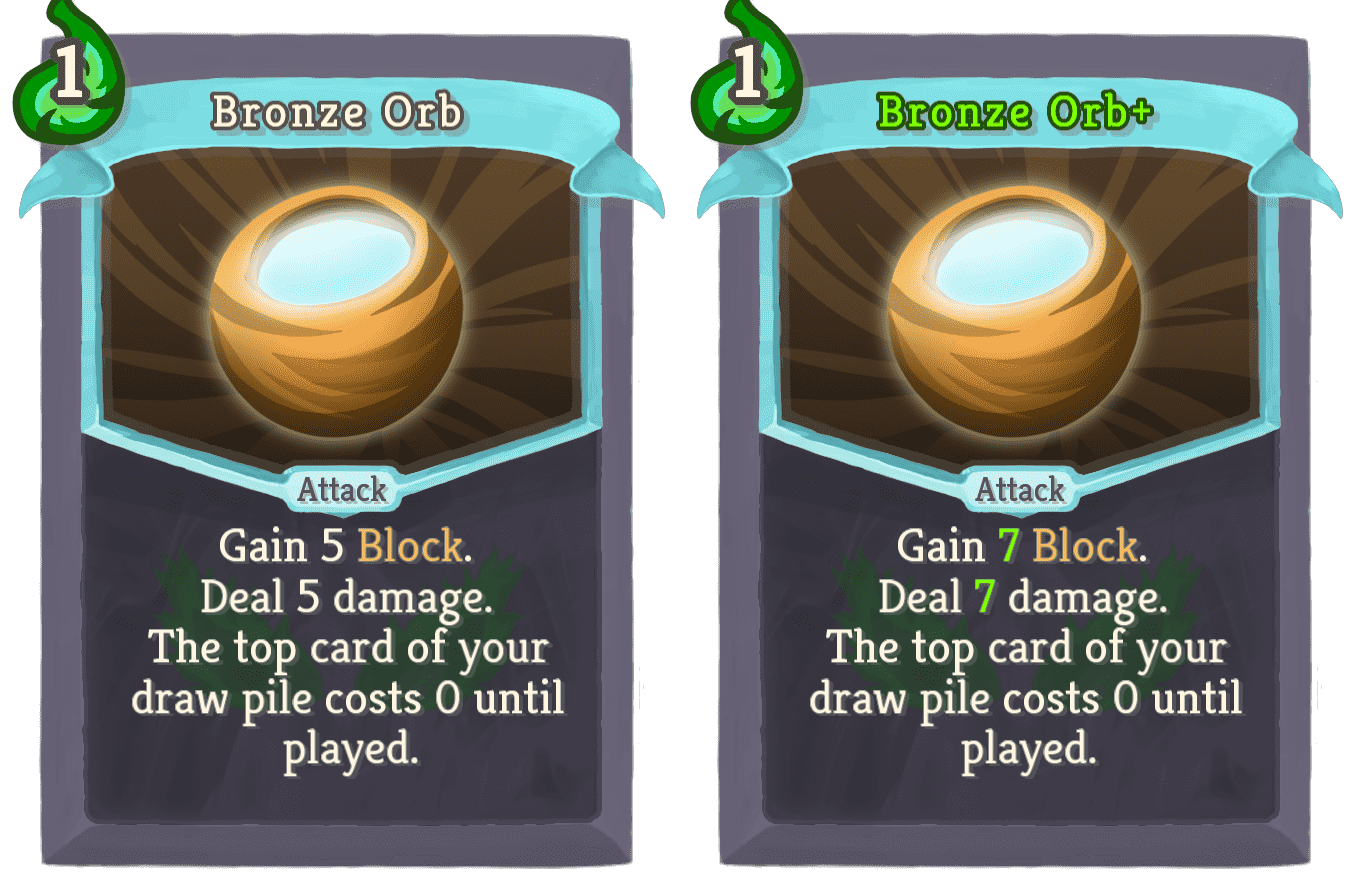 1
Bronze Orb
Attack
Gain 5 Block.
Deal 5 damage.
The top card of your
draw pile costs 0 until
played.
1
Bronze Orb+
Attack
Gain 7 Block.
Deal 7 damage.
The top card of your
draw pile costs 0 until
played.